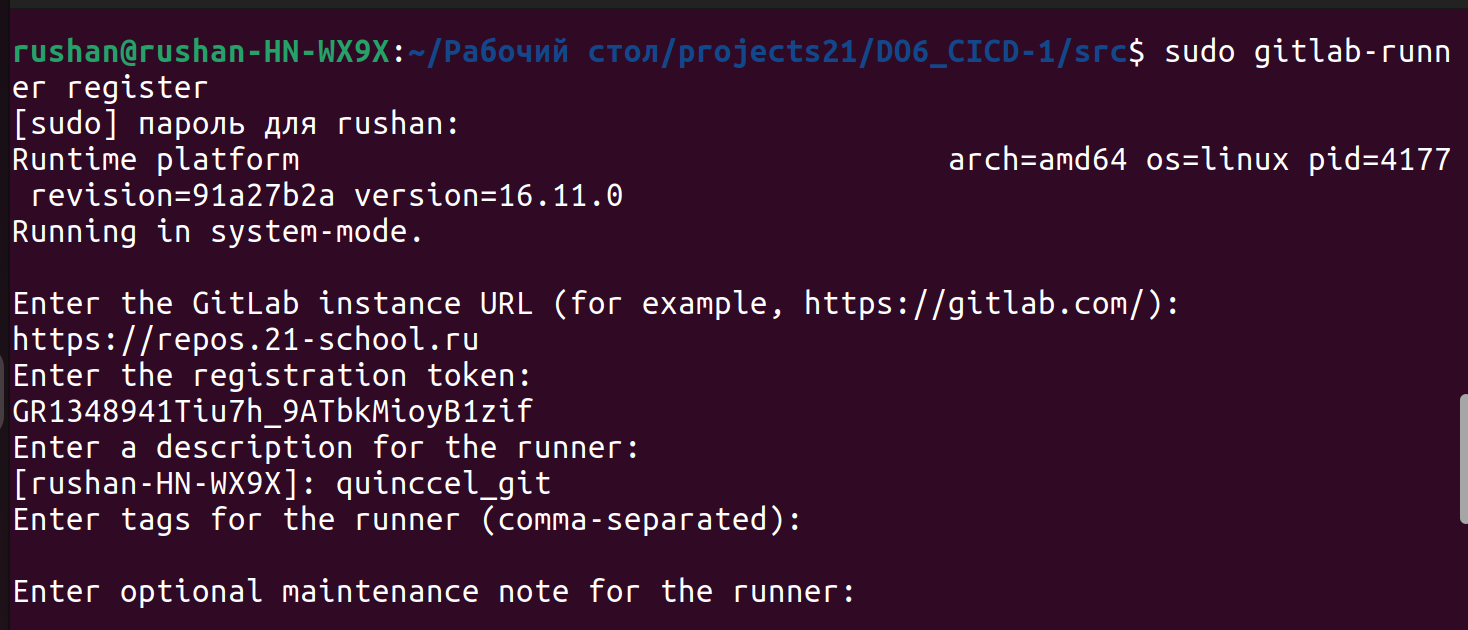 rushan@rushan-HN-WX9X:~/Рабочий стол/projects21/DO6_CICD-1/src$ sudo gitlab-runn
er register
[sudo] пароль для rushan:
Runtime platform                                    arch=amd64 os=linux pid=4177
 revision=91a27b2a version=16.11.0
Running in system-mode.

Enter the GitLab instance URL (for example, https://gitlab.com/):
https://repos.21-school.ru
Enter the registration token:
GR1348941Tiu7h_9ATbkMioyB1zif
Enter a description for the runner:
[rushan-HN-WX9X]: quinccel_git
Enter tags for the runner (comma-separated):

Enter optional maintenance note for the runner: